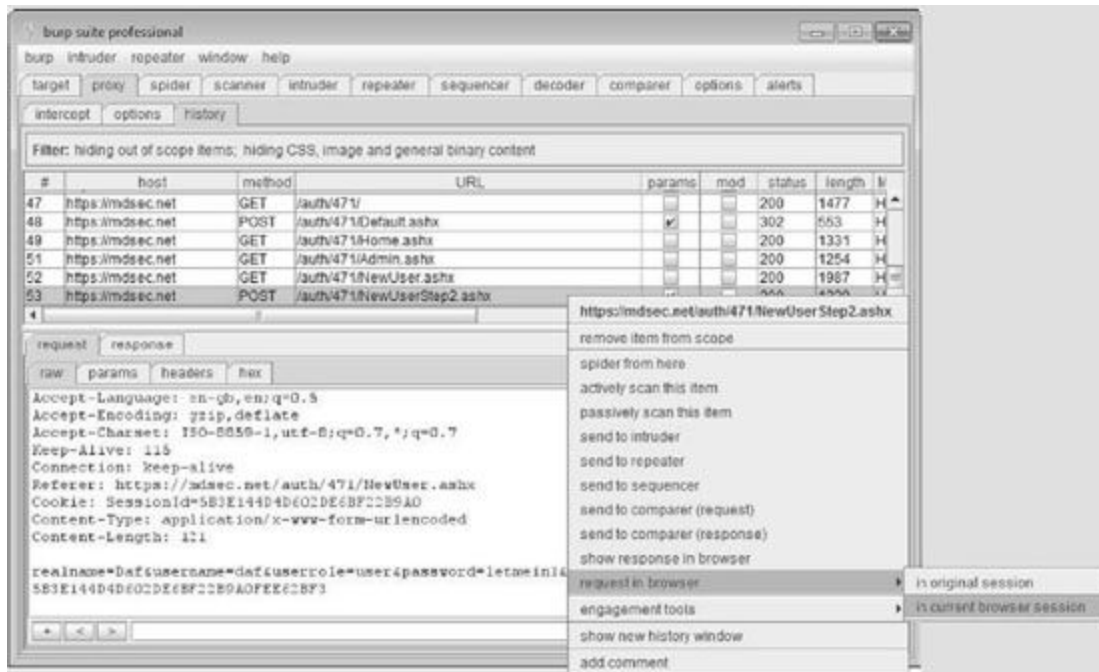 burp suite professional
burp intruder repeater window help
target proxy spider scanner intruder repeater sequencer decoder comparer options alerts
intercept options history
Filter: hiding out of scope items; hiding CSS, image and general binary content
# host method URL params mod status length
47 https://mdsec.net GET /auth/471/ 200 1477 H
48 https://mdsec.net POST /auth/471/Default.ashx 302 553 H
49 https://mdsec.net GET /auth/471/Home.ashx 200 1331 H
51 https://mdsec.net GET /auth/471/Admin.ashx 200 1254 H
52 https://mdsec.net GET /auth/471/NewUser.ashx 200 1987 H
53 https://mdsec.net POST /auth/471/NewUserStep2.ashx
https://mdsec.net/auth/471/NewUserStep2.ashx
remove item from scope
spider from here
actively scan this item
passively scan this item
send to intruder
send to repeater
send to sequencer
send to comparer (request)
send to comparer (response)
show response in browser
request in browser
in original session
in current browser session
engagement tools
show new history window
add comment
request response
raw params headers hex
Accept-Language: en-gb,en;q=0.5
Accept-Encoding: gzip,deflate
Accept-Charset: ISO-8859-1,utf-8;q=0.7,*;q=0.7
Keep-Alive: 115
Connection: keep-alive
Referer: https://mdsec.net/auth/471/NewUser.ashx
Cookie: SessionId=5B3E144D4D602DE6BF22B9A0
Content-Type: application/x-www-form-urlencoded
Content-Length: 121
realname=Daf&username=daf&userrole=user&password=letmein1&
5B3E144D4D602DE6BF22B9A0FEE62BF3
+ < >